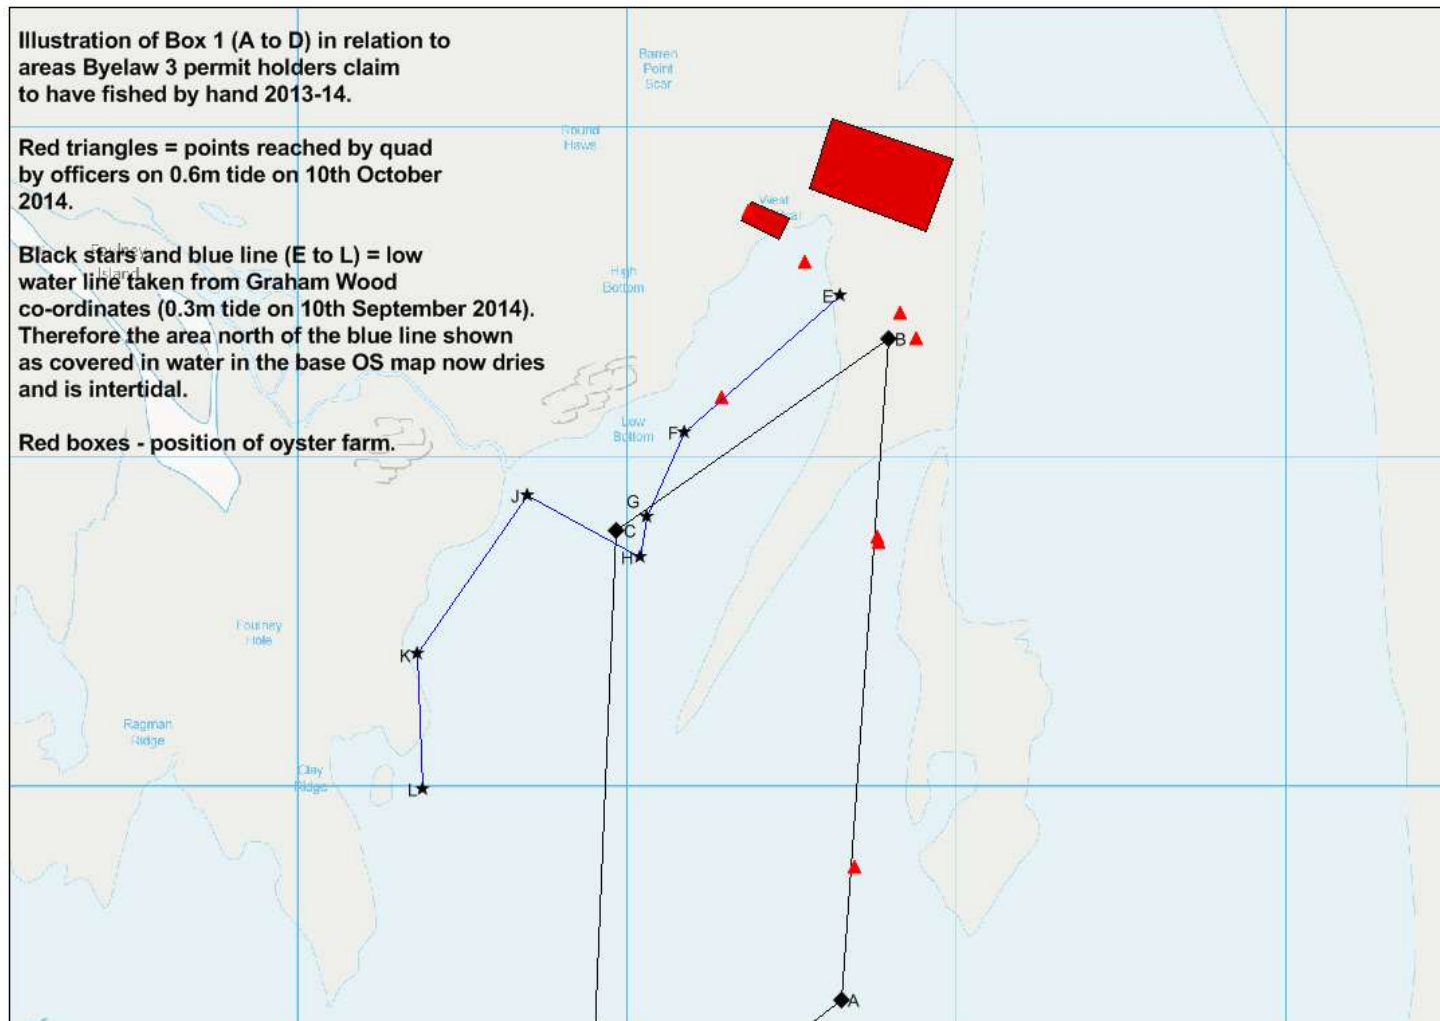 Illustration of Box 1 (A to D) in relation to
areas Byelaw 3 permit holders claim
to have fished by hand 2013-14.
Red triangles = points reached by quad
by officers on 0.6m tide on 10th October
2014.
Black stars and blue line (E to L) = low
water line taken from Graham Wood
co-ordinates (0.3m tide on 10th September 2014).
Therefore the area north of the blue line shown
as covered in water in the base OS map now dries
and is intertidal.
Red boxes - position of oyster farm.
Barren
Point
Scar
Round
Haws
West
Foulney
Island
High
Bottom
E
B
Low
Bottom
F
J
G
C
H
Foulney
Hole
K
Ragman
Ridge
Clay
Ridge
L
A